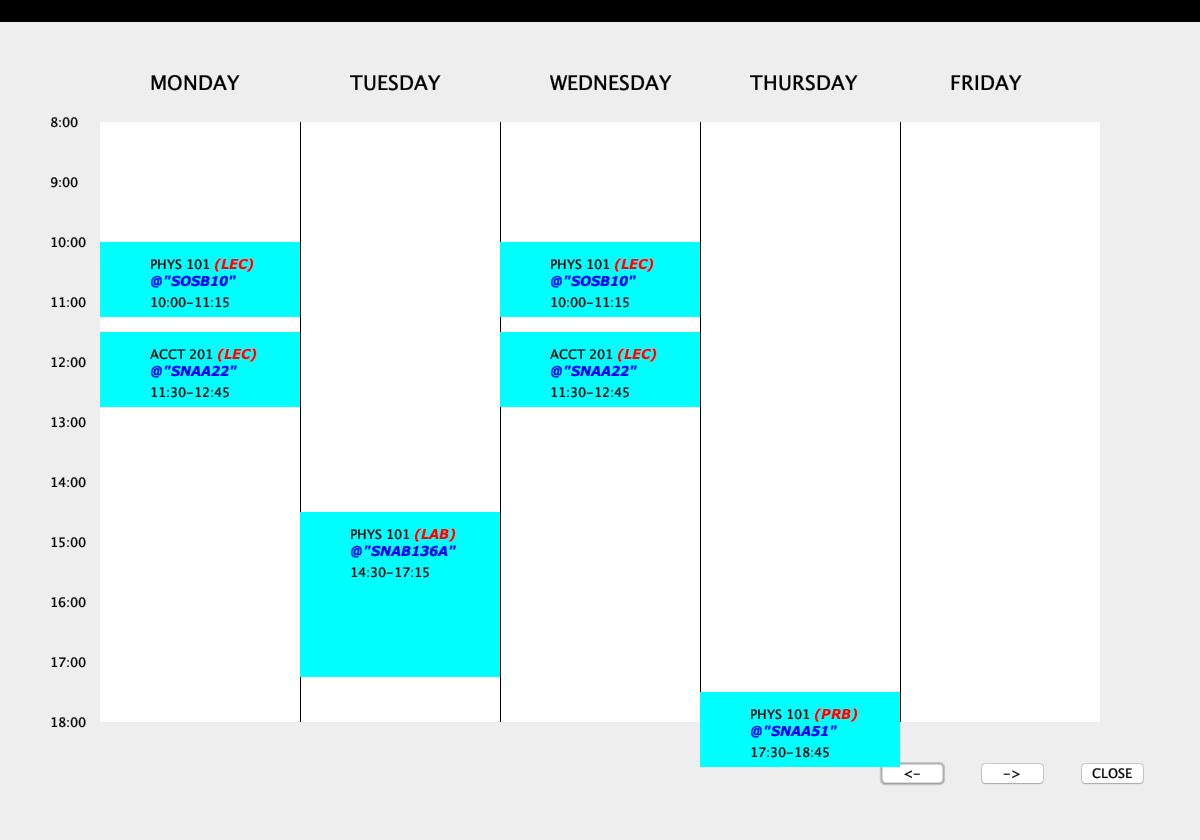 MONDAY TUESDAY WEDNESDAY THURSDAY FRIDAY
8:00
9:00
10:00
11:00
12:00
13:00
14:00
15:00
16:00
17:00
18:00
PHYS 101 (LEC)
@"SOSB10"
10:00-11:15
ACCT 201 (LEC)
@"SNAA22"
11:30-12:45
PHYS 101 (LAB)
@"SNAB136A"
14:30-17:15
PHYS 101 (LEC)
@"SOSB10"
10:00-11:15
ACCT 201 (LEC)
@"SNAA22"
11:30-12:45
PHYS 101 (PRB)
@"SNAA51"
17:30-18:45
<- -> CLOSE